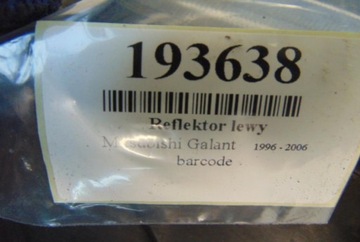 193638
Reflektor lewy
Mitsubishi Galant 1996 - 2006
barcode